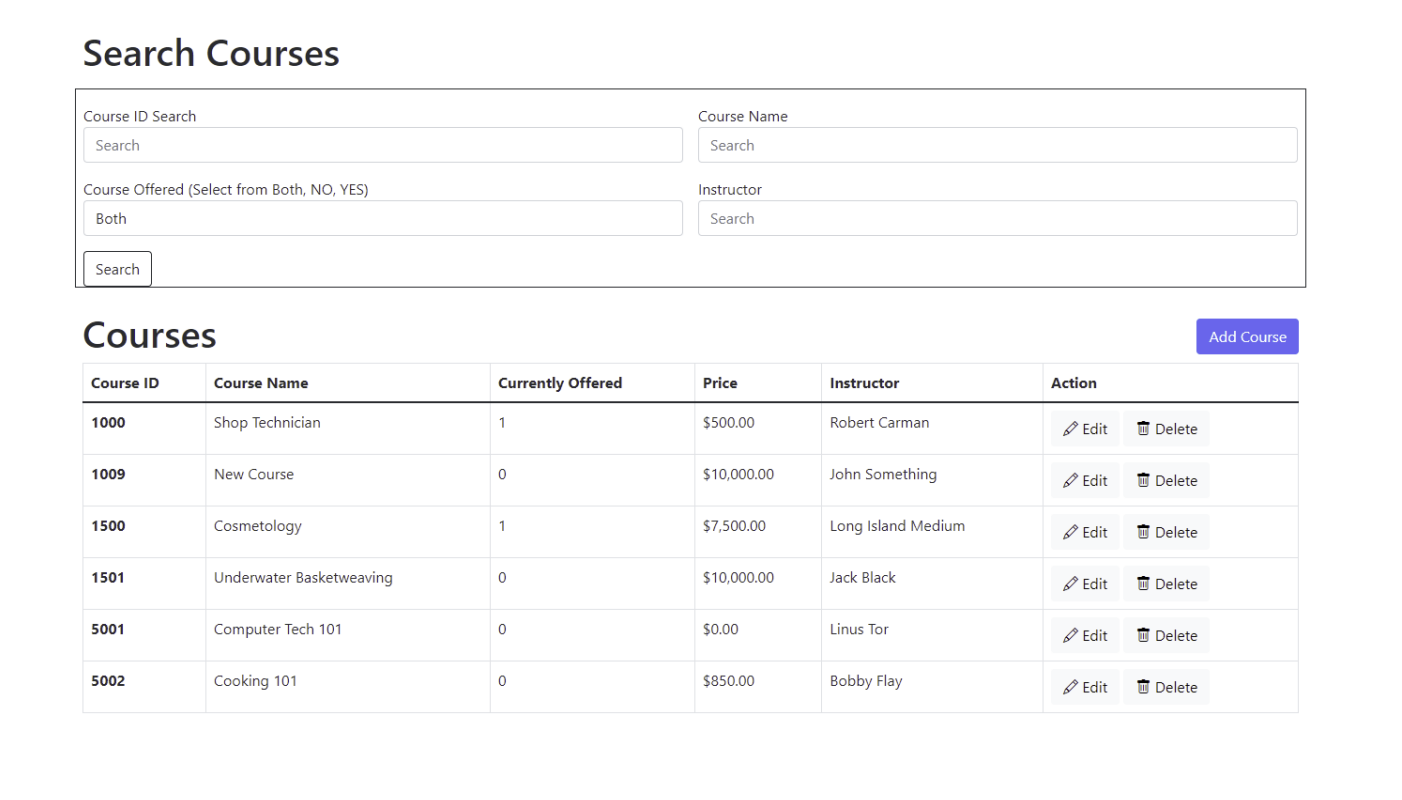 Search Courses
Course ID Search Course Name
Search Search
Course Offered (Select from Both, NO, YES) Instructor
Both Search
Search
Courses Add Course
Course ID Course Name Currently Offered Price Instructor Action
1000 Shop Technician 1 $500.00 Robert Carman Edit Delete
1009 New Course 0 $10,000.00 John Something Edit Delete
1500 Cosmetology 1 $7,500.00 Long Island Medium Edit Delete
1501 Underwater Basketweaving 0 $10,000.00 Jack Black Edit Delete
5001 Computer Tech 101 0 $0.00 Linus Tor Edit Delete
5002 Cooking 101 0 $850.00 Bobby Flay Edit Delete